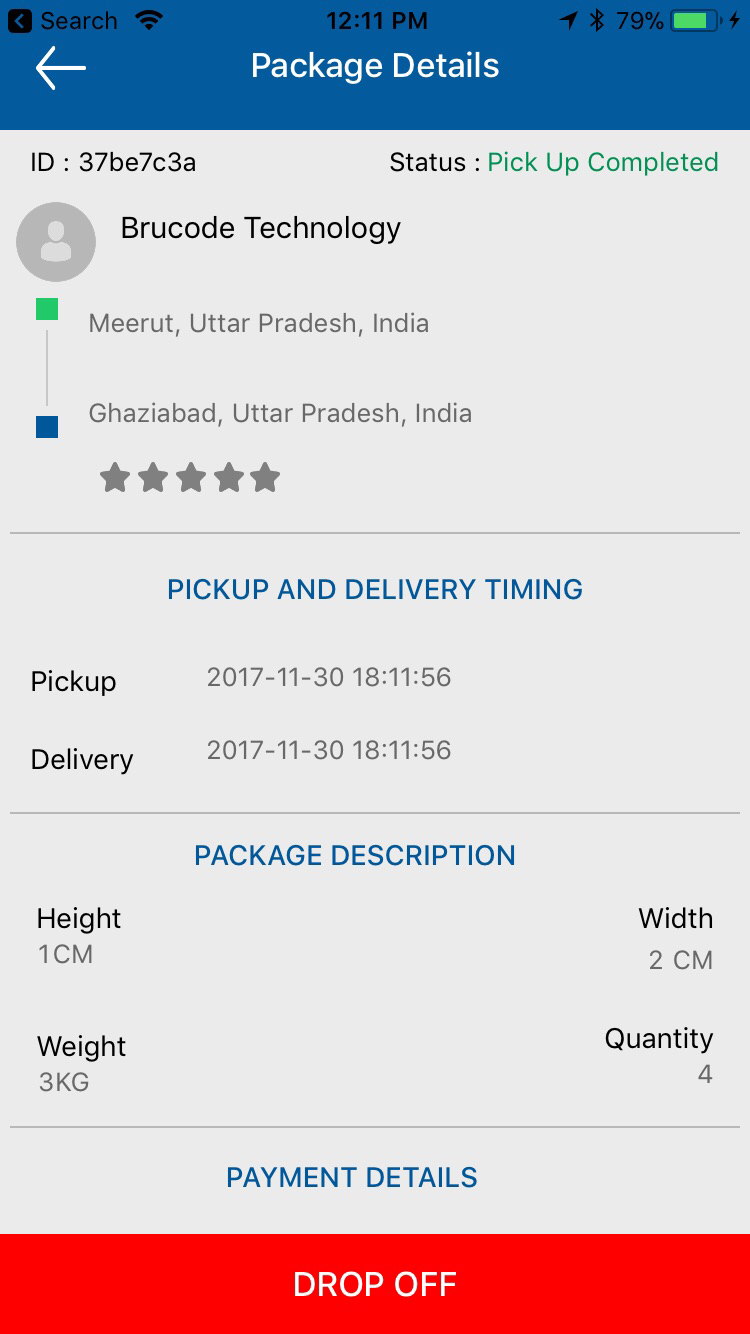 Search 12:11 PM 79%
Package Details
ID : 37be7c3a Status : Pick Up Completed
Brucode Technology
Meerut, Uttar Pradesh, India
Ghaziabad, Uttar Pradesh, India
PICKUP AND DELIVERY TIMING
Pickup 2017-11-30 18:11:56
Delivery 2017-11-30 18:11:56
PACKAGE DESCRIPTION
Height Width
1CM 2 CM
Weight Quantity
3KG 4
PAYMENT DETAILS
DROP OFF